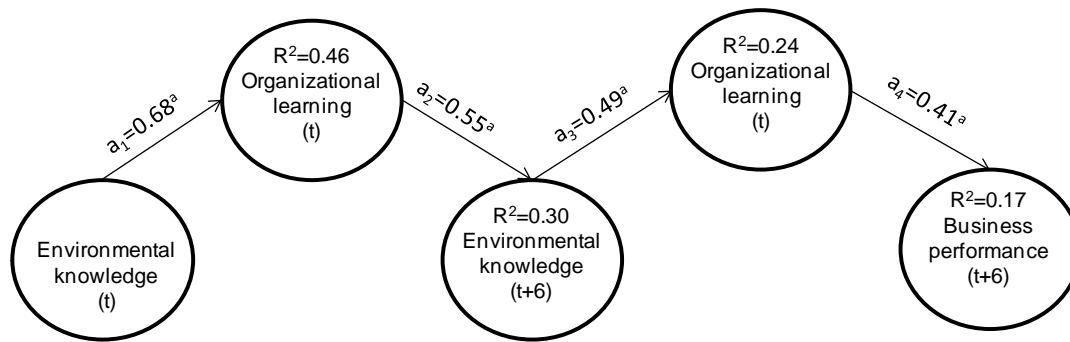 R²=0.46
Organizational
learning
(t)
R²=0.24
Organizational
learning
(t)
a₁=0.68ᵃ
a₂=0.55ᵃ
a₃=0.49ᵃ
a₄=0.41ᵃ
Environmental
knowledge
(t)
R²=0.30
Environmental
knowledge
(t+6)
R²=0.17
Business
performance
(t+6)